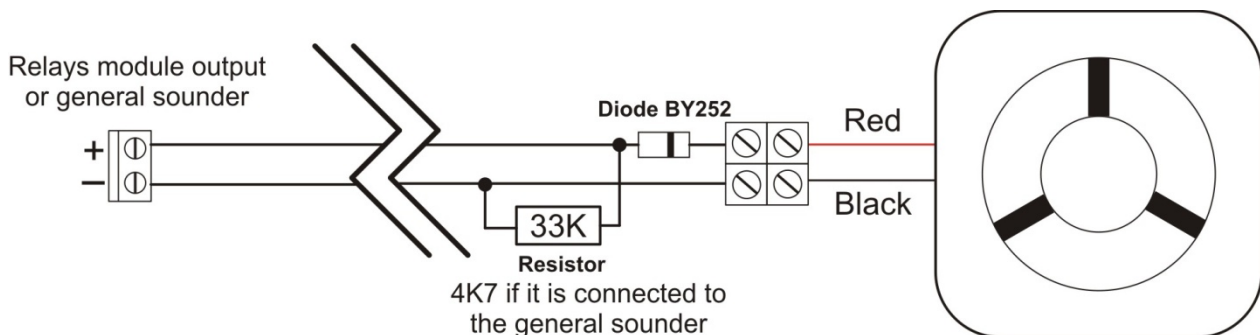 Relays module output
or general sounder
+
–
Diode BY252
Red
Black
33K
Resistor
4K7 if it is connected to
the general sounder